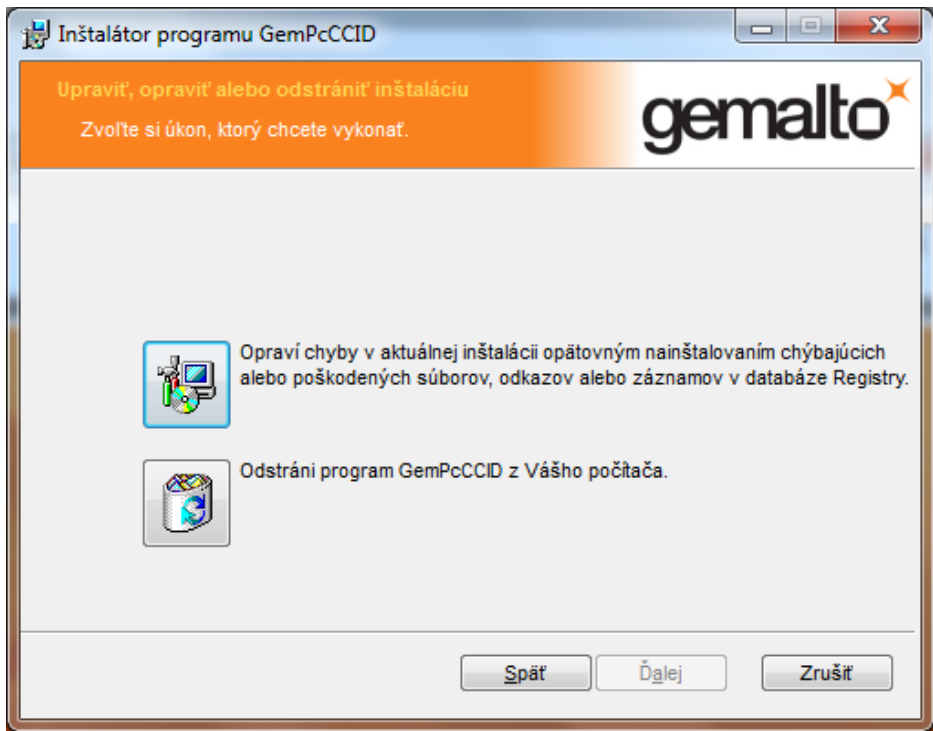 Inštalátor programu GemPcCCID
Upraviť, opraviť alebo odstrániť inštaláciu
Zvoľte si úkon, ktorý chcete vykonať.
gemalto
Opraví chyby v aktuálnej inštalácii opätovným nainštalovaním chýbajúcich
alebo poškodených súborov, odkazov alebo záznamov v databáze Registry.
Odstráni program GemPcCCID z Vášho počítača.
Späť
Ďalej
Zrušiť